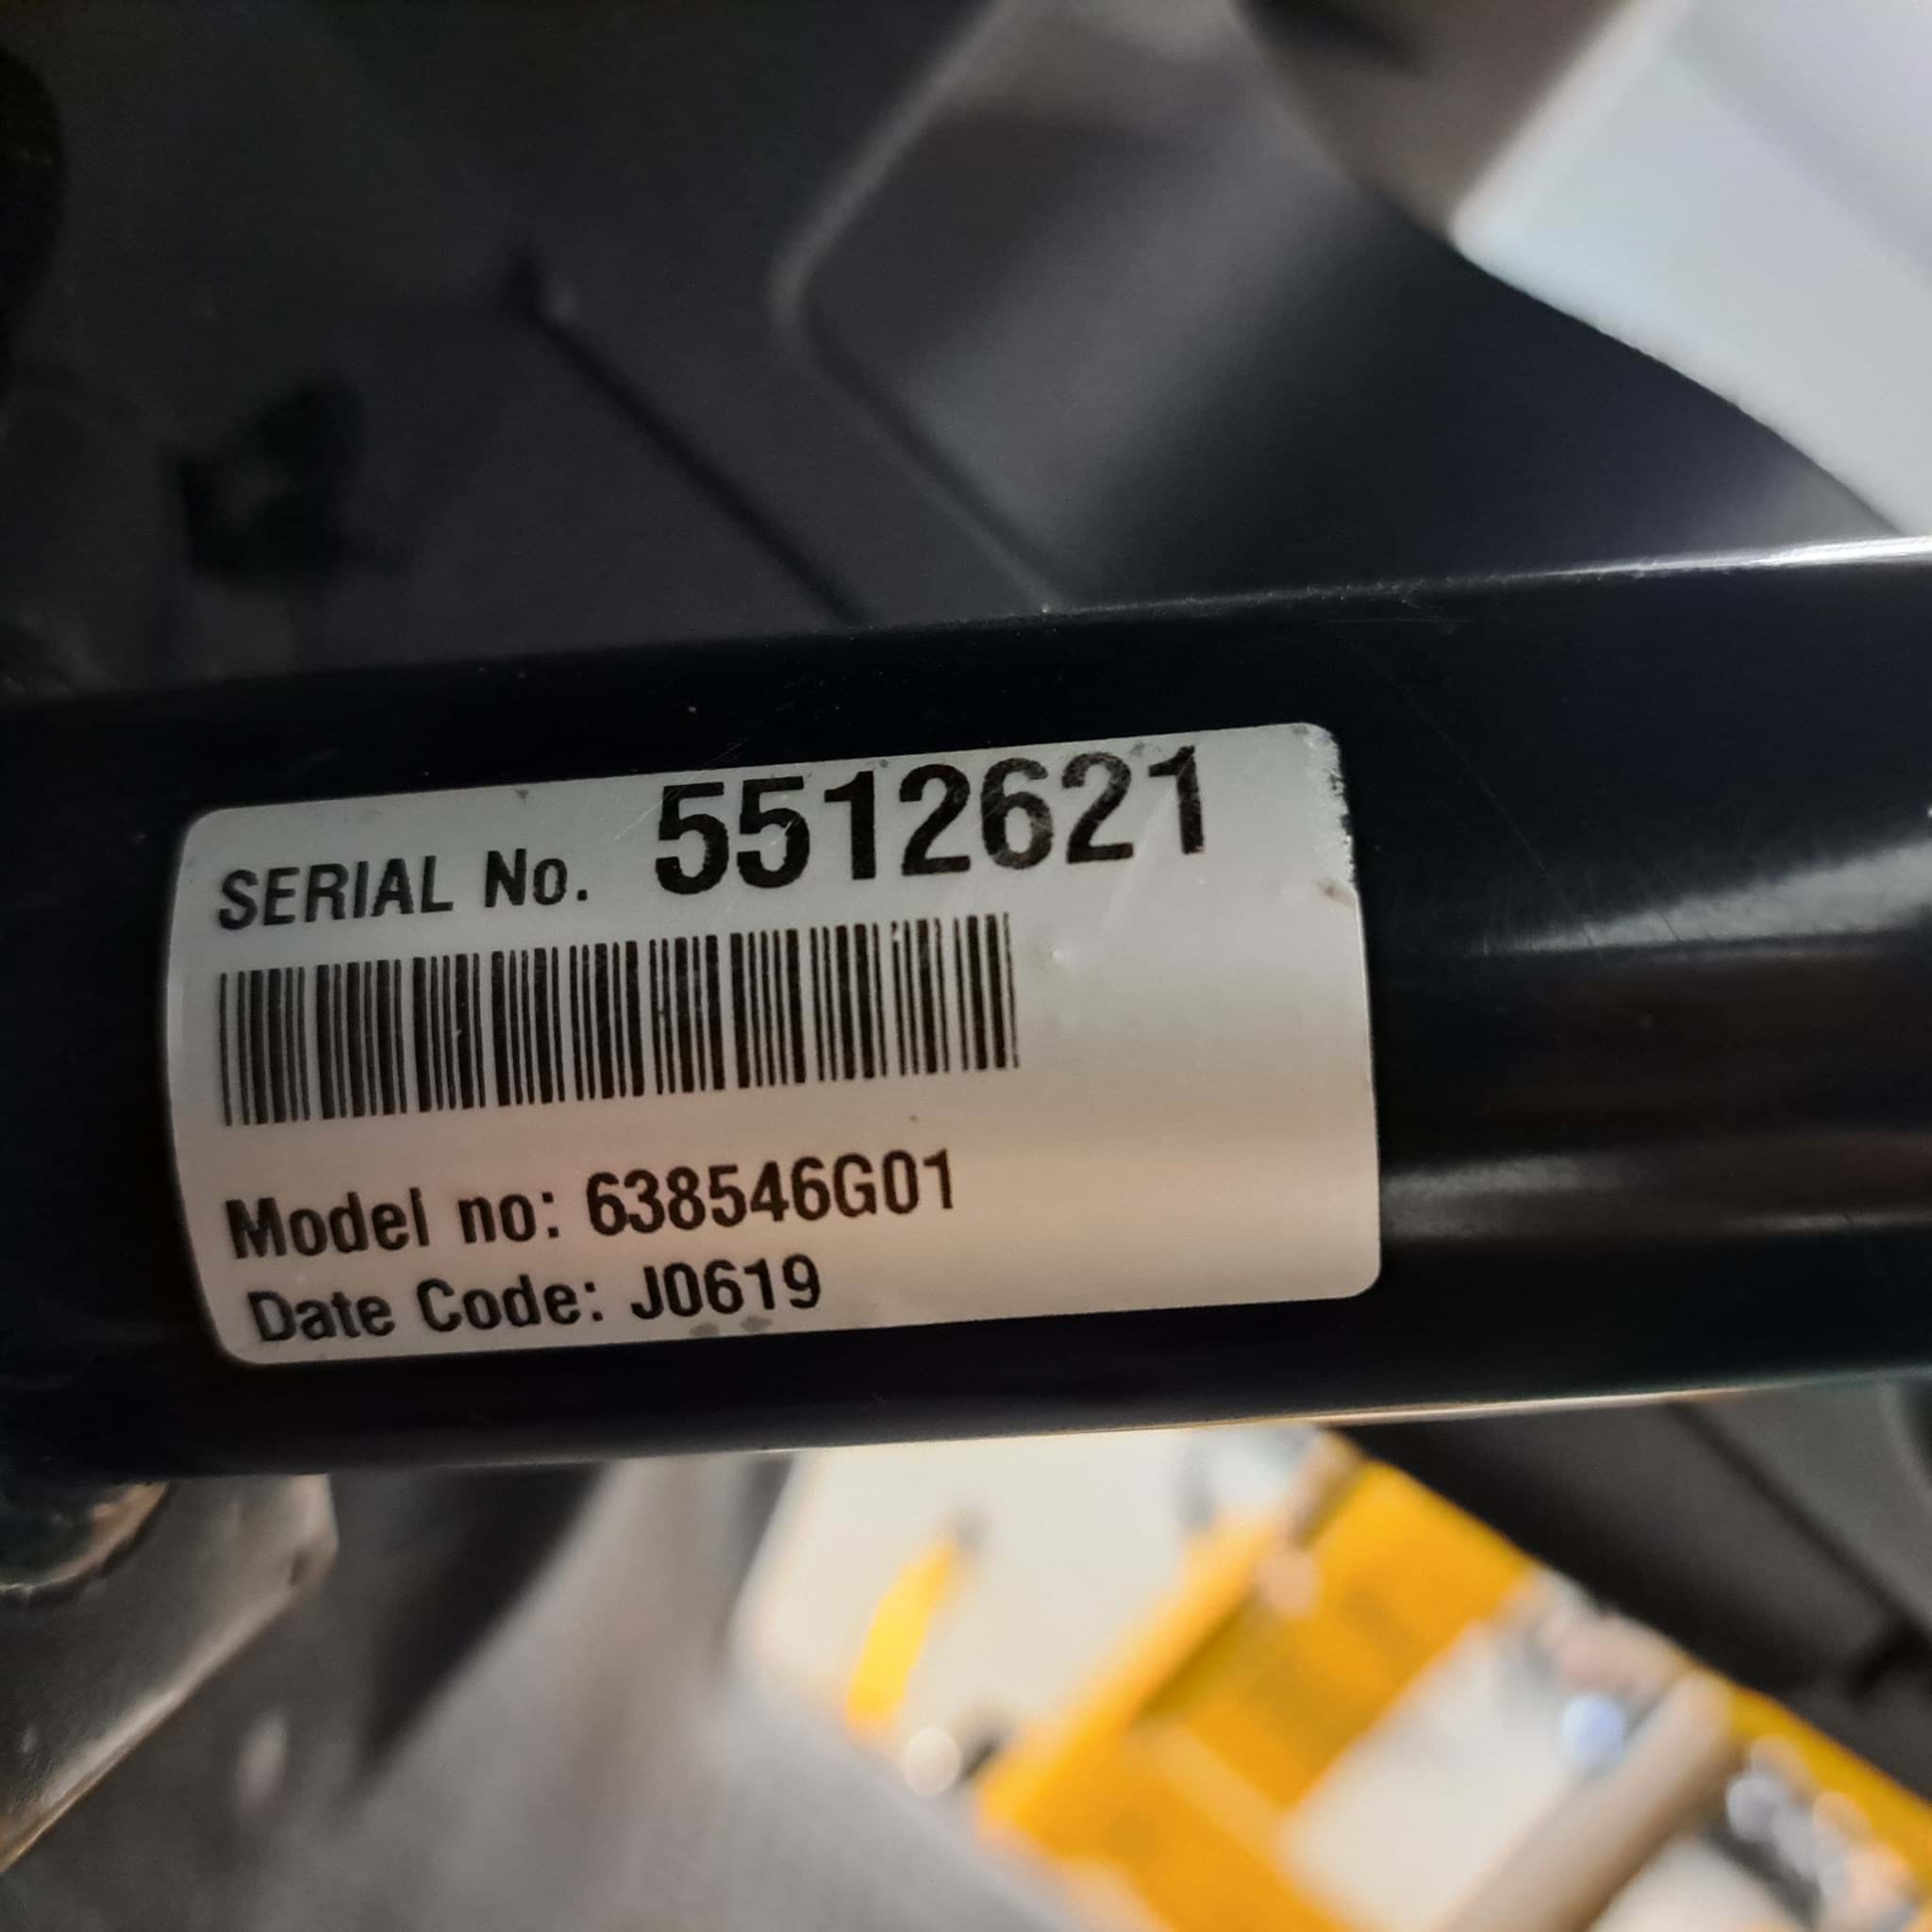 SERIAL No. 5512621
Model no: 638546G01
Date Code: J0619